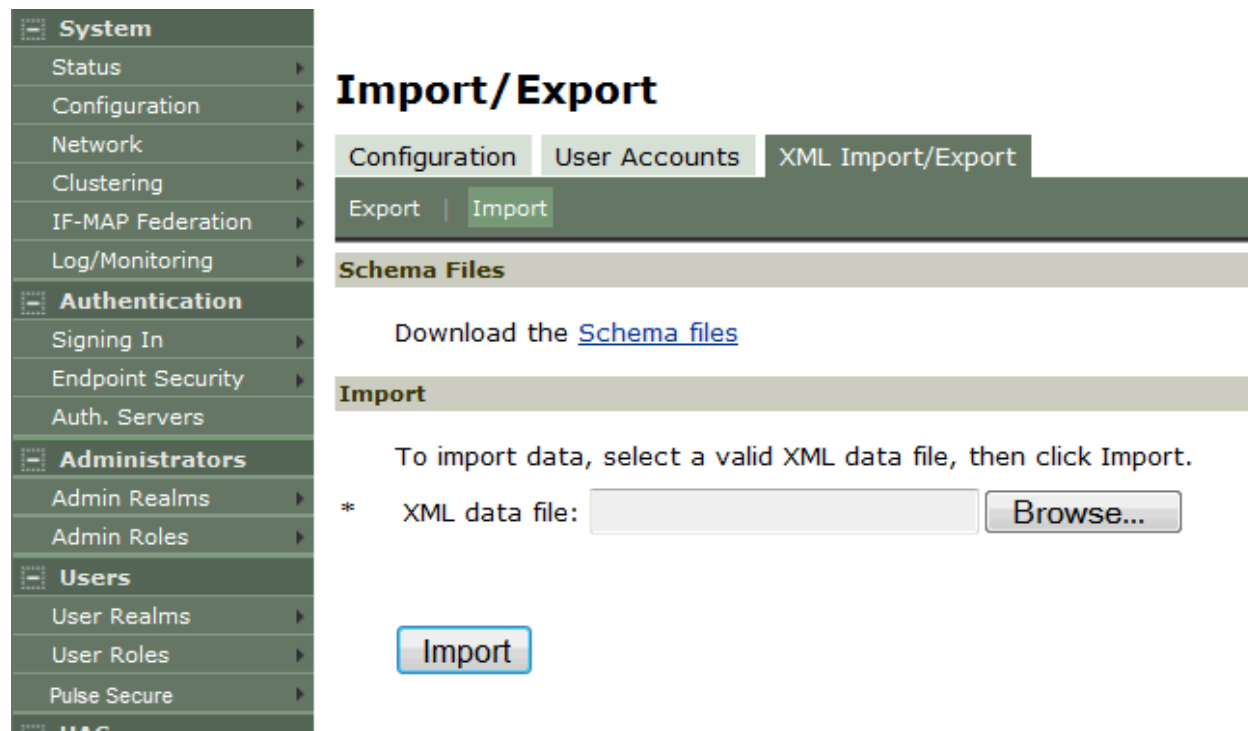 System
Status
Configuration
Network
Clustering
IF-MAP Federation
Log/Monitoring
Authentication
Signing In
Endpoint Security
Auth. Servers
Administrators
Admin Realms
Admin Roles
Users
User Realms
User Roles
Pulse Secure
UAC
Import/Export
Configuration User Accounts XML Import/Export
Export | Import
Schema Files
Download the Schema files
Import
To import data, select a valid XML data file, then click Import.
* XML data file: Browse...
Import